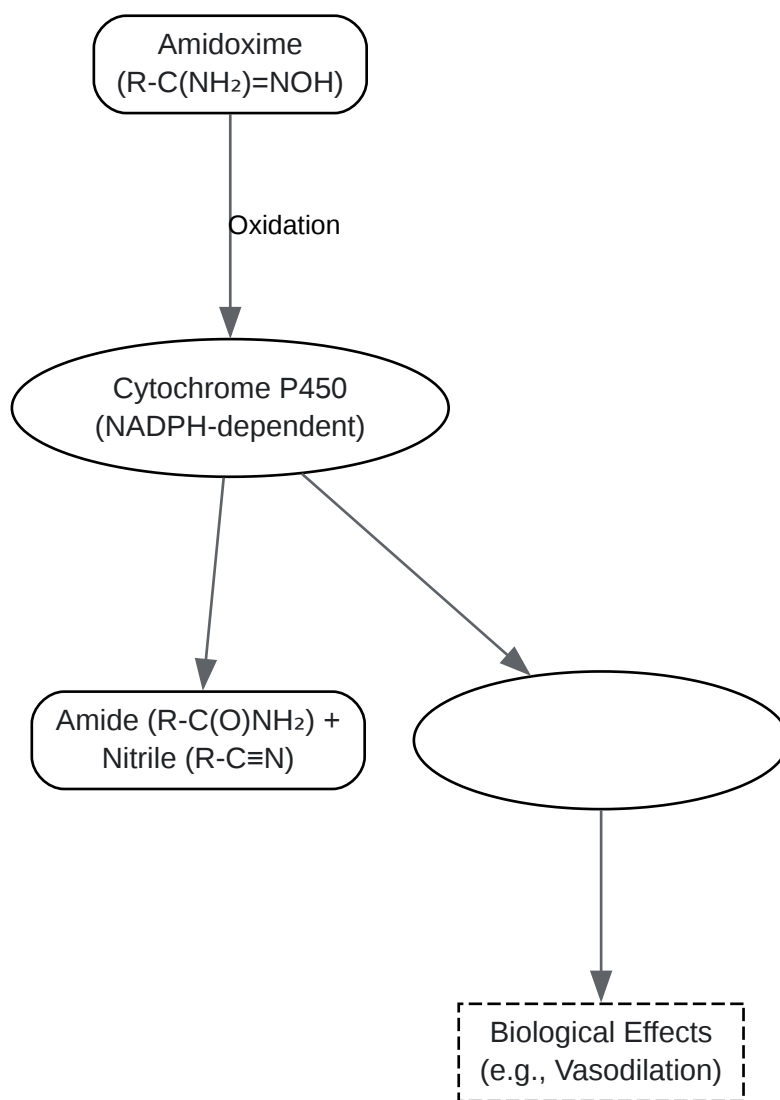 Amidoxime
(R-C(NH₂)=NOH)
Oxidation
Cytochrome P450
(NADPH-dependent)
Amide (R-C(O)NH₂) +
Nitrile (R-C≡N)
Biological Effects
(e.g., Vasodilation)